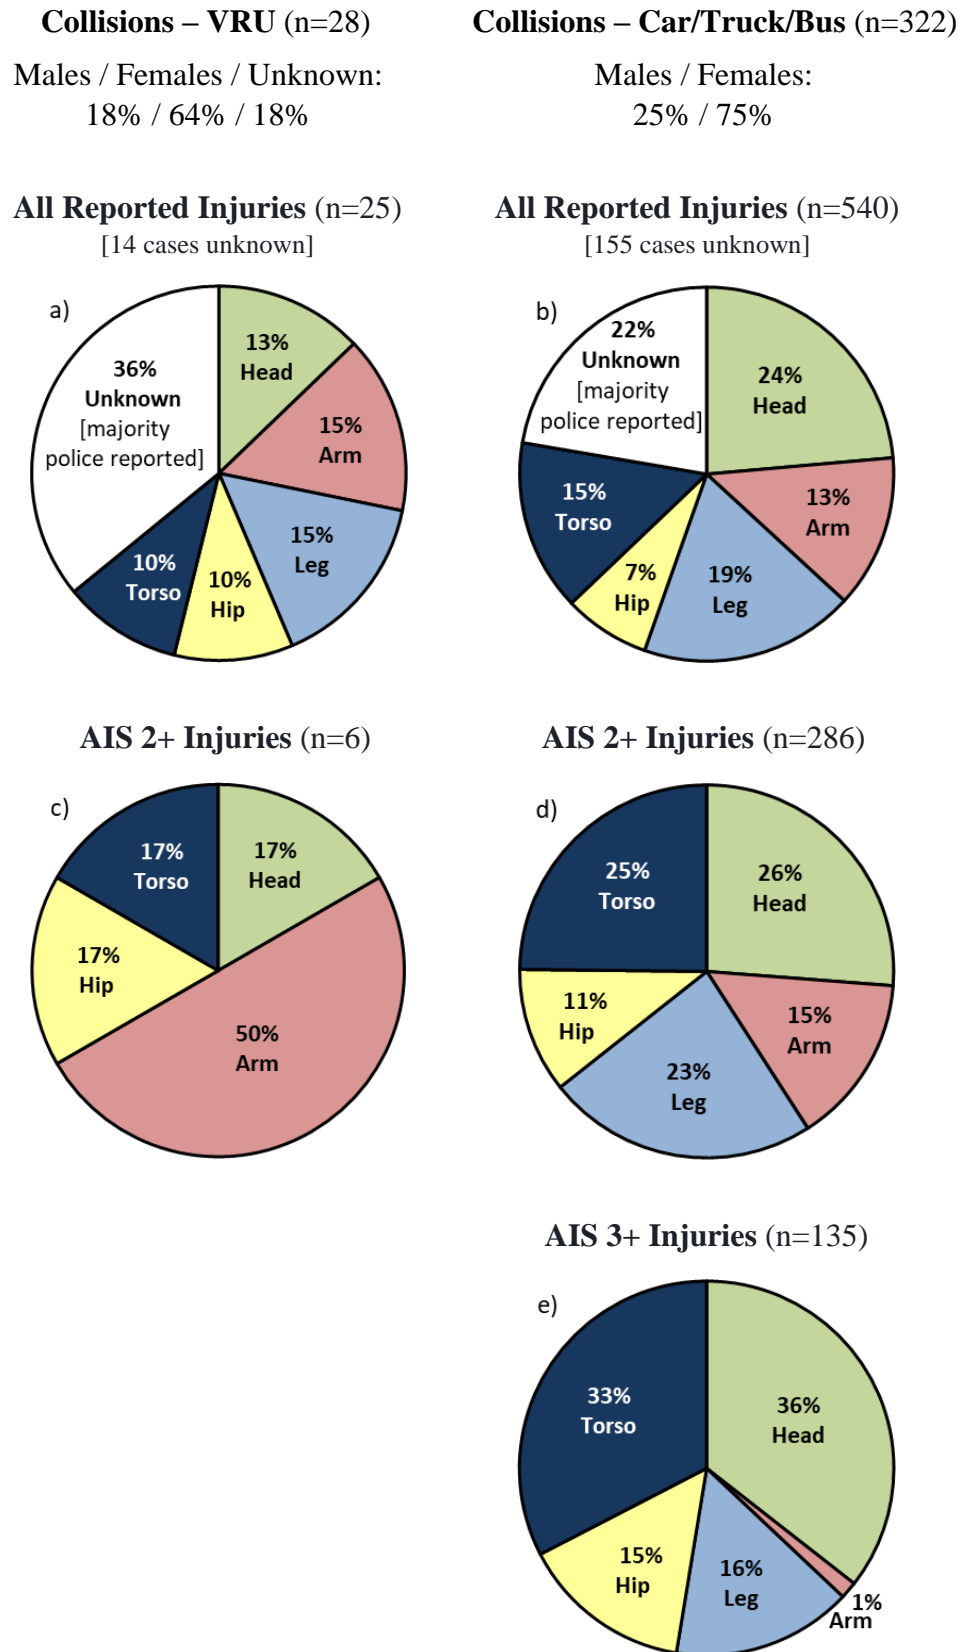 Collisions – VRU (n=28)
Males / Females / Unknown:
18% / 64% / 18%
All Reported Injuries (n=25)
[14 cases unknown]
a)
13%
Head
15%
Arm
15%
Leg
10%
Hip
10%
Torso
36%
Unknown
[majority
police reported]
AIS 2+ Injuries (n=6)
c)
17%
Head
50%
Arm
17%
Hip
17%
Torso
Collisions – Car/Truck/Bus (n=322)
Males / Females:
25% / 75%
All Reported Injuries (n=540)
[155 cases unknown]
b)
24%
Head
13%
Arm
19%
Leg
7%
Hip
15%
Torso
22%
Unknown
[majority
police reported]
AIS 2+ Injuries (n=286)
d)
26%
Head
15%
Arm
23%
Leg
11%
Hip
25%
Torso
AIS 3+ Injuries (n=135)
e)
36%
Head
1%
Arm
16%
Leg
15%
Hip
33%
Torso